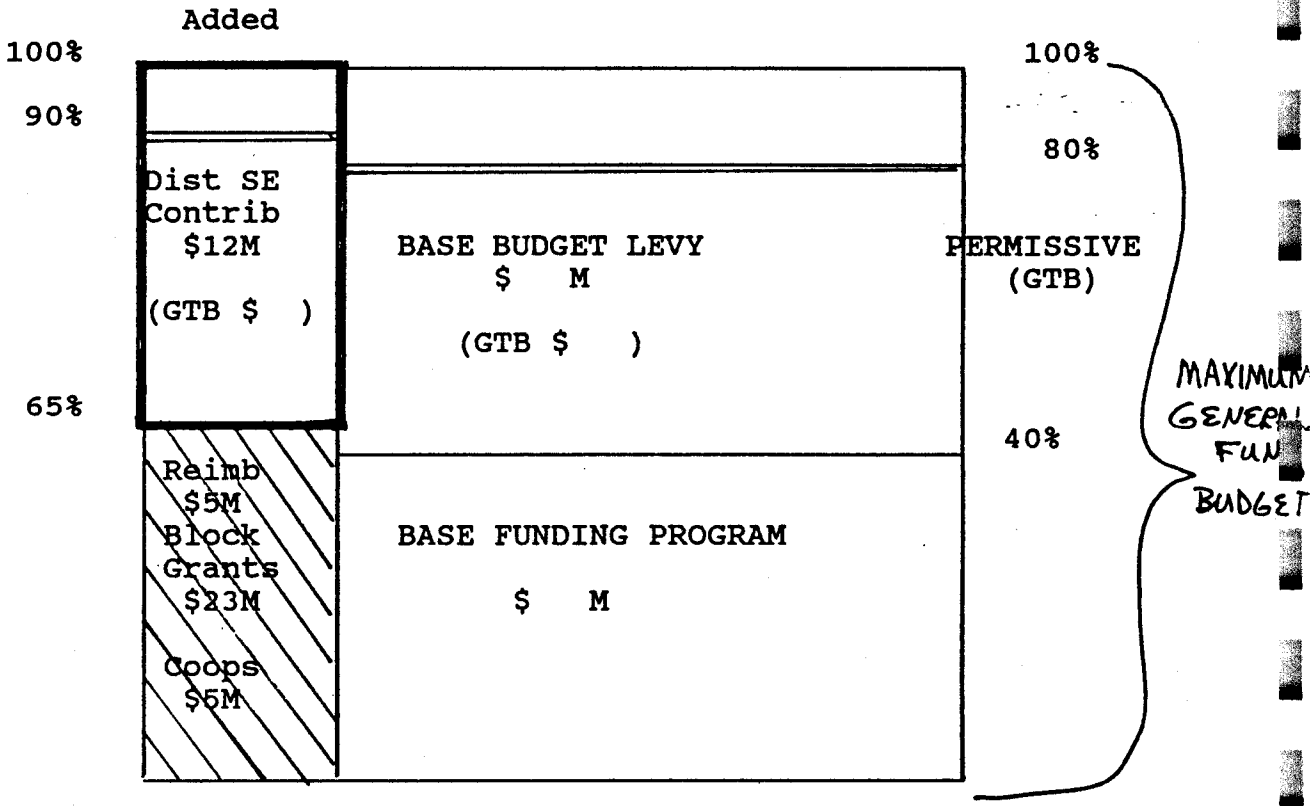 Added
100%
90%
65%
Dist SE
Contrib
$12M
(GTB $ )
Reimb
$5M
Block
Grants
$23M
Coops
$5M
BASE BUDGET LEVY
$ M
(GTB $ )
BASE FUNDING PROGRAM
$ M
100%
80%
PERMISSIVE
(GTB)
40%
MAXIMUM
GENERAL
FUN
BUDGET